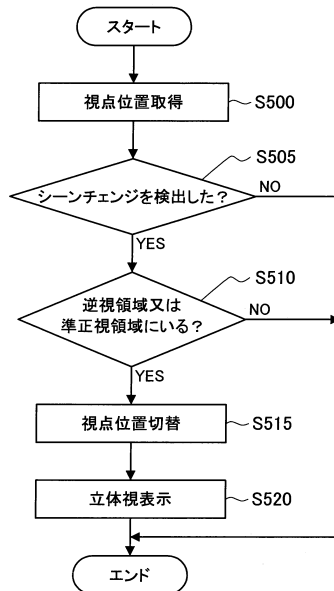 スタート
視点位置取得
S500
S505
シーンチェンジを検出した？
NO
YES
S510
逆視領域又は
準正視領域にいる？
NO
YES
視点位置切替
S515
立体視表示
S520
エンド